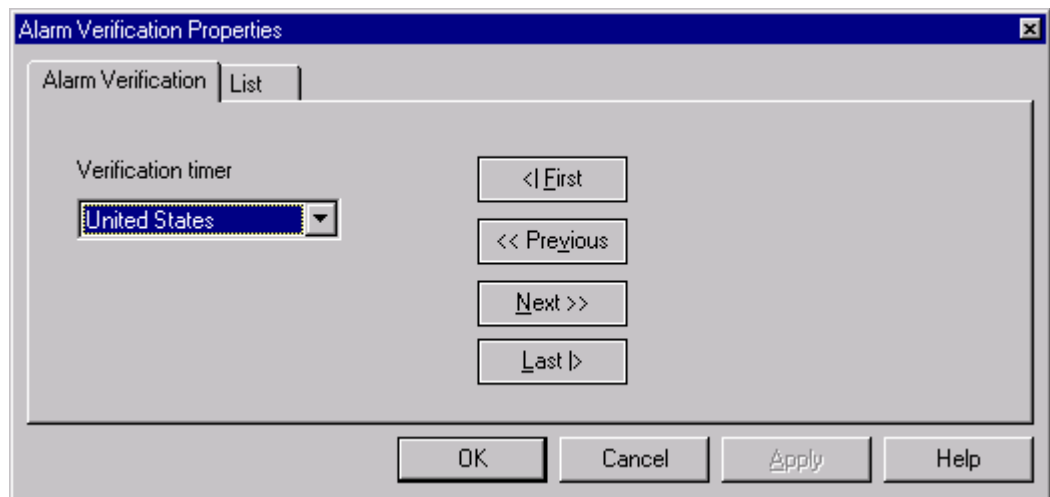 Alarm Verification Properties
Alarm Verification
List
Verification timer
United States
<| First
<< Previous
Next >>
Last |>
OK
Cancel
Apply
Help